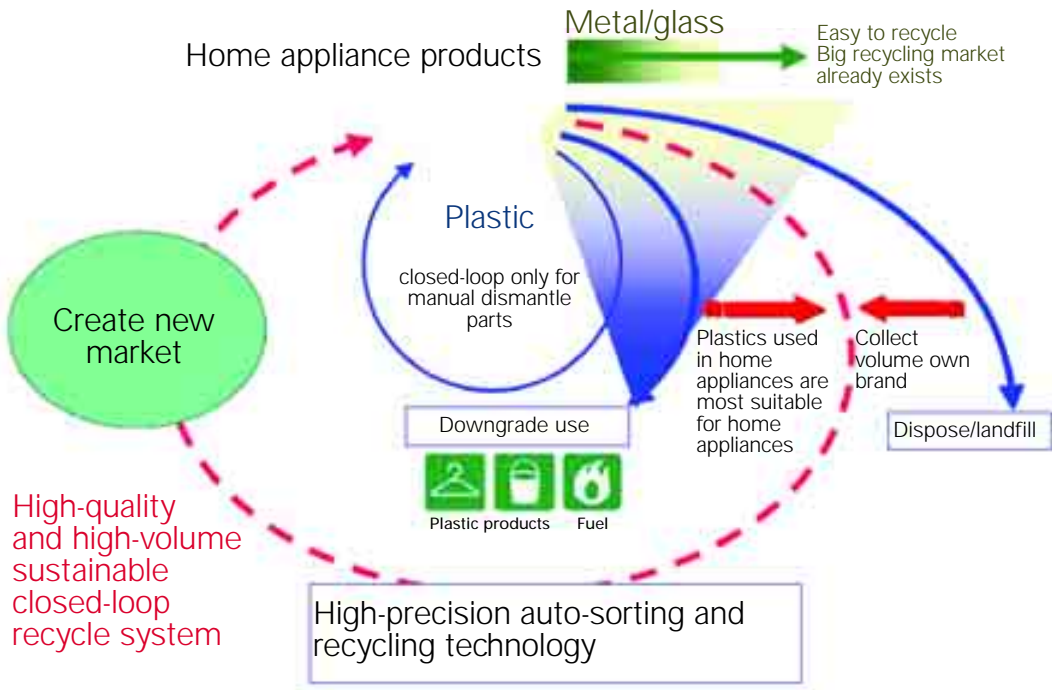 Metal/glass
Home appliance products
Easy to recycle
Big recycling market
already exists
Plastic
closed-loop only for
manual dismantle
parts
Create new
market
Plastics used
in home
appliances are
most suitable
for home
appliances
Collect
volume own
brand
Downgrade use
Dispose/landfill
Plastic products
Fuel
High-quality
and high-volume
sustainable
closed-loop
recycle system
High-precision auto-sorting and
recycling technology